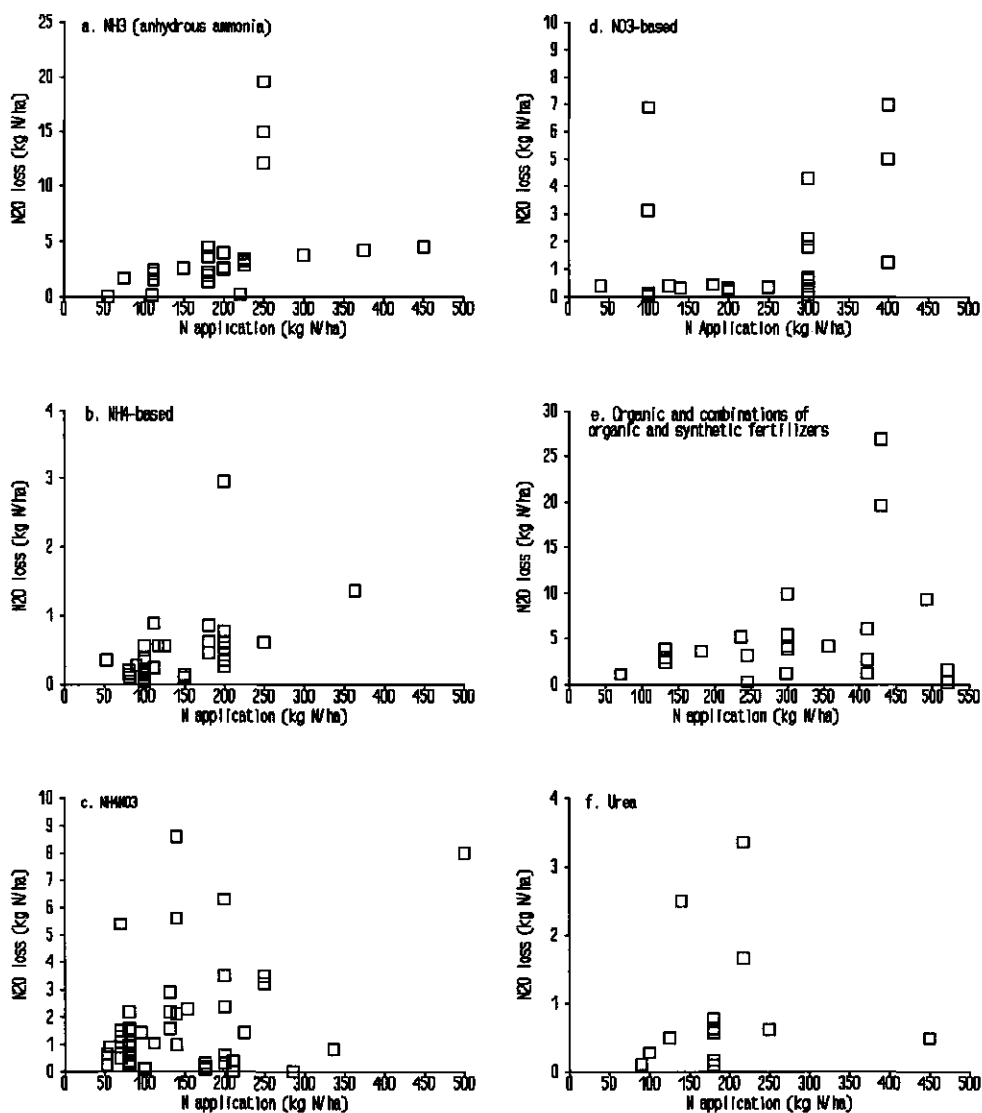 a. NH3 (anhydrous ammonia)
25
20
15
10
5
0
N2O loss (kg N/ha)
50 100 150 200 250 300 350 400 450 500
N application (kg N/ha)
d. NO3-based
10
9
8
7
6
5
4
3
2
1
0
N2O loss (kg N/ha)
50 100 150 200 250 300 350 400 450 500
N Application (kg N/ha)
b. NH4-based
4
3
2
1
0
N2O loss (kg N/ha)
50 100 150 200 250 300 350 400 450 500
N application (kg N/ha)
e. Organic and combinations of
organic and synthetic fertilizers
30
25
20
15
10
5
0
N2O loss (kg N/ha)
50 100 150 200 250 300 350 400 450 500 550
N application (kg N/ha)
c. NH4NO3
10
9
8
7
6
5
4
3
2
1
0
N2O loss (kg N/ha)
50 100 150 200 250 300 350 400 450 500
N application (kg N/ha)
f. Urea
4
3
2
1
0
N2O loss (kg N/ha)
50 100 150 200 250 300 350 400 450 500
N application (kg N/ha)